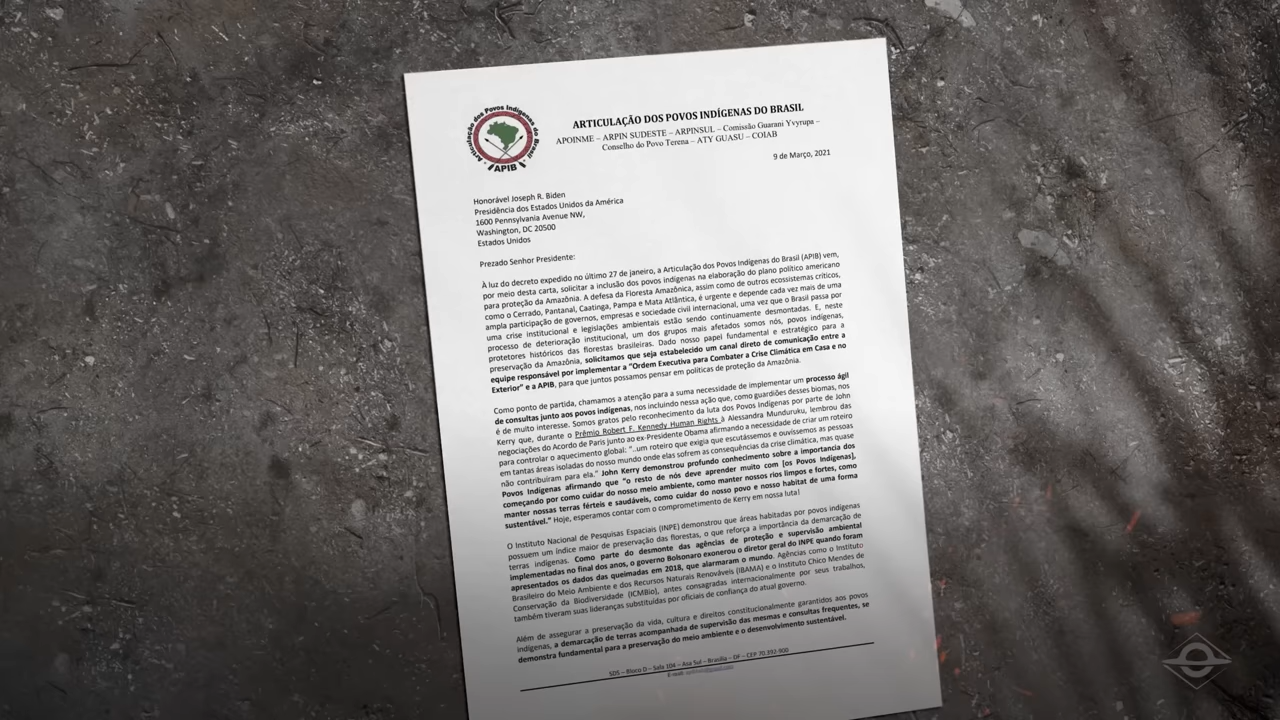 Articulação dos Povos Indígenas do Brasil
APIB
ARTICULAÇÃO DOS POVOS INDÍGENAS DO BRASIL
APOINME – ARPIN SUDESTE – ARPINSUL – Comissão Guarani Yvyrupa –
Conselho do Povo Terena – ATY GUASU – COIAB
9 de Março, 2021
Honorável Joseph R. Biden
Presidência dos Estados Unidos da América
1600 Pennsylvania Avenue NW,
Washington, DC 20500
Estados Unidos
Prezado Senhor Presidente:
À luz do decreto expedido no último 27 de janeiro, a Articulação dos Povos Indígenas do Brasil (APIB) vem,
por meio desta carta, solicitar a inclusão dos povos indígenas na elaboração do plano político americano
para proteção da Amazônia. A defesa da Floresta Amazônica, assim como de outros ecossistemas críticos,
como o Cerrado, Pantanal, Caatinga, Pampa e Mata Atlântica, é urgente e depende cada vez mais de uma
ampla participação de governos, empresas e sociedade civil internacional, uma vez que o Brasil passa por
uma crise institucional e legislações ambientais estão sendo continuamente desmontadas. E, neste
processo de deterioração institucional, um dos grupos mais afetados somos nós, povos indígenas,
protetores históricos das florestas brasileiras. Dado nosso papel fundamental e estratégico para a
preservação da Amazônia, solicitamos que seja estabelecido um canal direto de comunicação entre a
equipe responsável por implementar a “Ordem Executiva para Combater a Crise Climática em Casa e no
Exterior” e a APIB, para que juntos possamos pensar em políticas de proteção da Amazônia.
Como ponto de partida, chamamos a atenção para a suma necessidade de implementar um processo ágil
de consultas junto aos povos indígenas, nos incluindo nessa ação que, como guardiões desses biomas, nos
é de muito interesse. Somos gratos pelo reconhecimento da luta dos Povos Indígenas por parte de John
Kerry que, durante o Prêmio Robert F. Kennedy Human Rights à Alessandra Munduruku, lembrou das
negociações do Acordo de Paris junto ao ex-Presidente Obama afirmando a necessidade de criar um roteiro
para controlar o aquecimento global: “..um roteiro que exigia que escutássemos e ouvíssemos as pessoas
em tantas áreas isoladas do nosso mundo onde elas sofrem as consequências da crise climática, mas quase
não contribuíram para ela.” John Kerry demonstrou profundo conhecimento sobre a importância dos
Povos Indígenas afirmando que “o resto de nós deve aprender muito com [os Povos Indígenas],
começando por como cuidar do nosso meio ambiente, como manter nossos rios limpos e fortes, como
manter nossas terras férteis e saudáveis, como cuidar do nosso povo e nosso habitat de uma forma
sustentável.” Hoje, esperamos contar com o comprometimento de Kerry em nossa luta!
O Instituto Nacional de Pesquisas Espaciais (INPE) demonstrou que áreas habitadas por povos indígenas
possuem um índice maior de preservação das florestas, o que reforça a importância da demarcação de
terras indígenas. Como parte do desmonte das agências de proteção e supervisão ambiental
implementadas no final dos anos, o governo Bolsonaro exonerou o diretor geral do INPE quando foram
apresentados os dados das queimadas em 2018, que alarmaram o mundo. Agências como o Instituto
Brasileiro do Meio Ambiente e dos Recursos Naturais Renováveis (IBAMA) e o Instituto Chico Mendes de
Conservação da Biodiversidade (ICMBio), antes consagradas internacionalmente por seus trabalhos,
também tiveram suas lideranças substituídas por oficiais de confiança do atual governo.
Além de assegurar a preservação da vida, cultura e direitos constitucionalmente garantidos aos povos
indígenas, a demarcação de terras acompanhada de supervisão das mesmas e consultas frequentes, se
demonstra fundamental para a preservação do meio ambiente e o desenvolvimento sustentável.
SDS – Bloco D – Sala 104 – Asa Sul – Brasília – DF – CEP 70.392-900
E-mail: